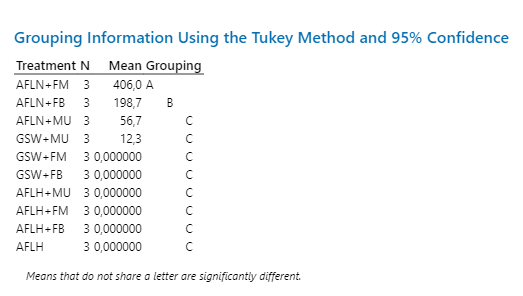 Grouping Information Using the Tukey Method and 95% Confidence
Treatment N Mean Grouping
AFLN+FM 3 406,0 A
AFLN+FB 3 198,7 B
AFLN+MU 3 56,7 C
GSW+MU 3 12,3 C
GSW+FM 3 0,000000 C
GSW+FB 3 0,000000 C
AFLH+MU 3 0,000000 C
AFLH+FM 3 0,000000 C
AFLH+FB 3 0,000000 C
AFLH 3 0,000000 C
Means that do not share a letter are significantly different.